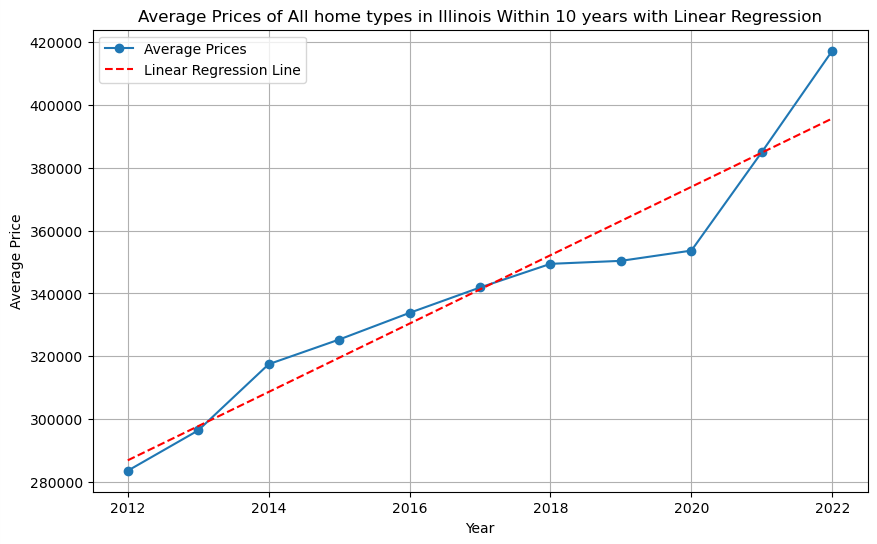 Average Prices of All home types in Illinois Within 10 years with Linear Regression
Average Prices
Linear Regression Line
Average Price
420000
400000
380000
360000
340000
320000
300000
280000
2012
2014
2016
2018
2020
2022
Year